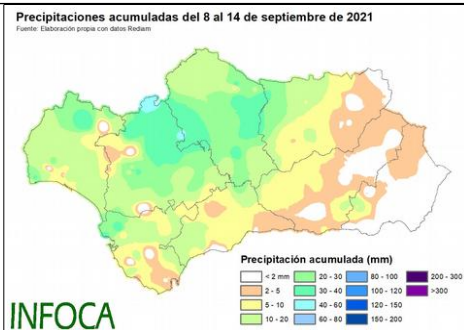 Precipitaciones acumuladas del 8 al 14 de septiembre de 2021
Fuente: Elaboración propia con datos Rediam
Precipitación acumulada (mm)
< 2 mm 20 - 30 80 - 100 200 - 300
2 - 5 30 - 40 100 - 120 >300
5 - 10 40 - 60 120 - 150
10 - 20 60 - 80 150 - 200
INFOCA